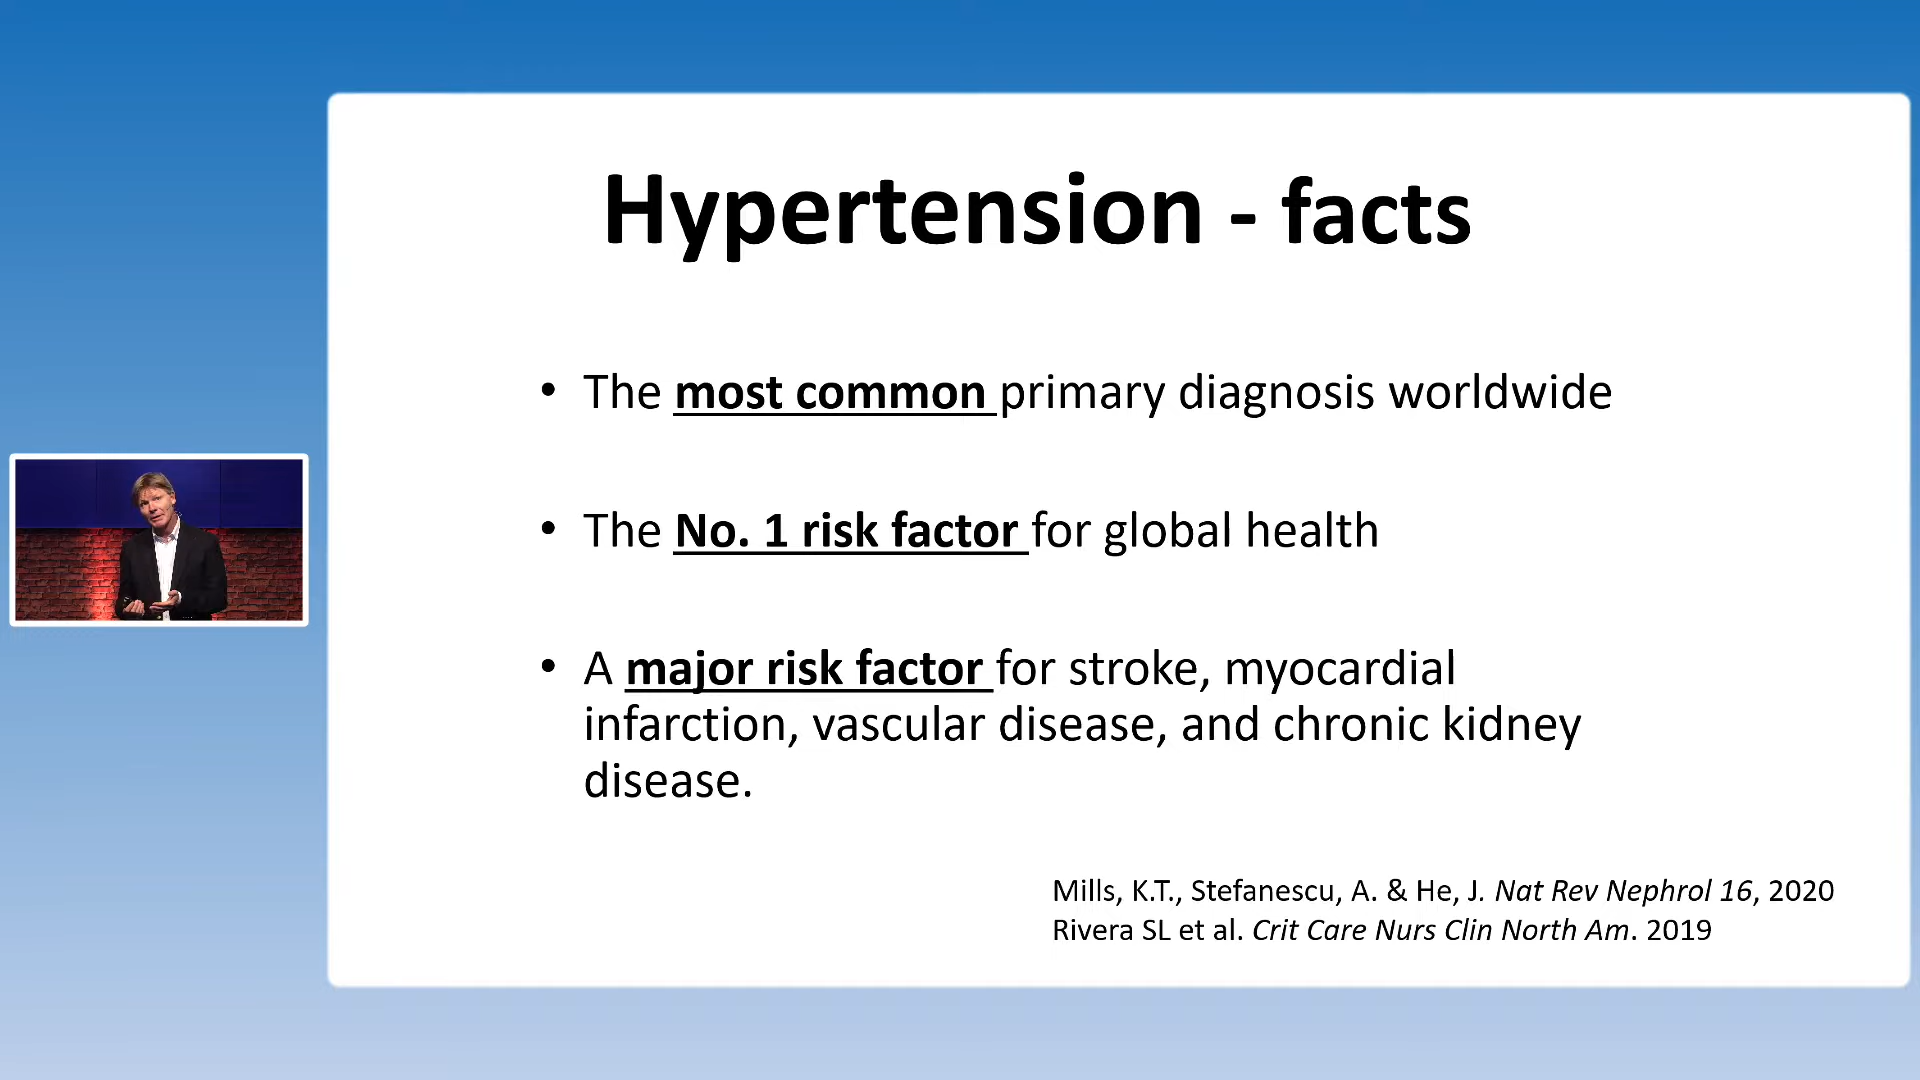 Hypertension - facts
• The most common primary diagnosis worldwide
• The No. 1 risk factor for global health
• A major risk factor for stroke, myocardial
infarction, vascular disease, and chronic kidney
disease.
Mills, K.T., Stefanescu, A. & He, J. Nat Rev Nephrol 16, 2020
Rivera SL et al. Crit Care Nurs Clin North Am. 2019